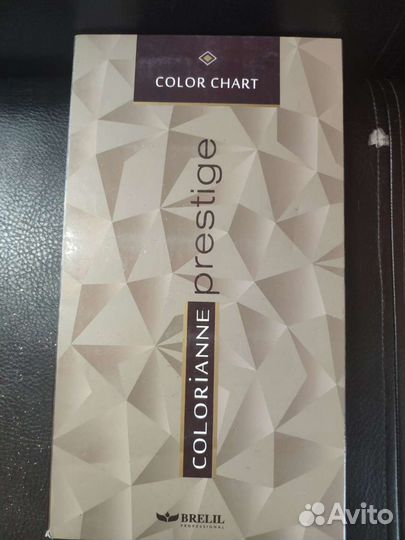 COLOR CHART
COLORiANNE prestige
BRELIL
PROFESSIONAL
Avito